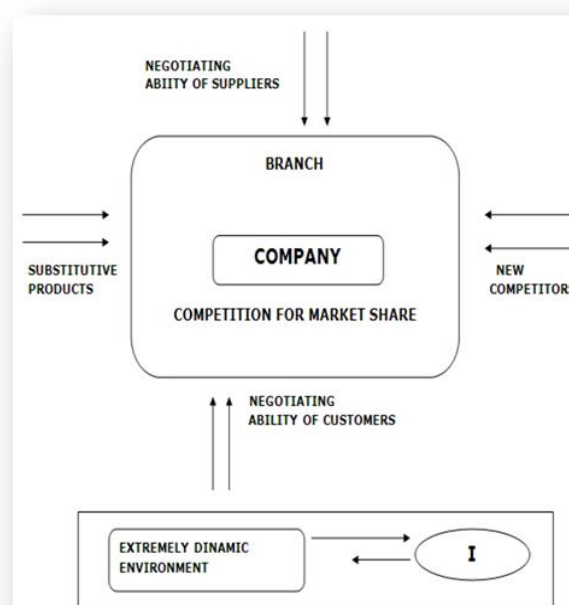 NEGOTIATING
ABIITY OF SUPPLIERS
BRANCH
COMPANY
COMPETITION FOR MARKET SHARE
SUBSTITUTIVE
PRODUCTS
NEW
COMPETITORS
NEGOTIATING
ABILITY OF CUSTOMERS
EXTREMELY DINAMIC
ENVIRONMENT
I